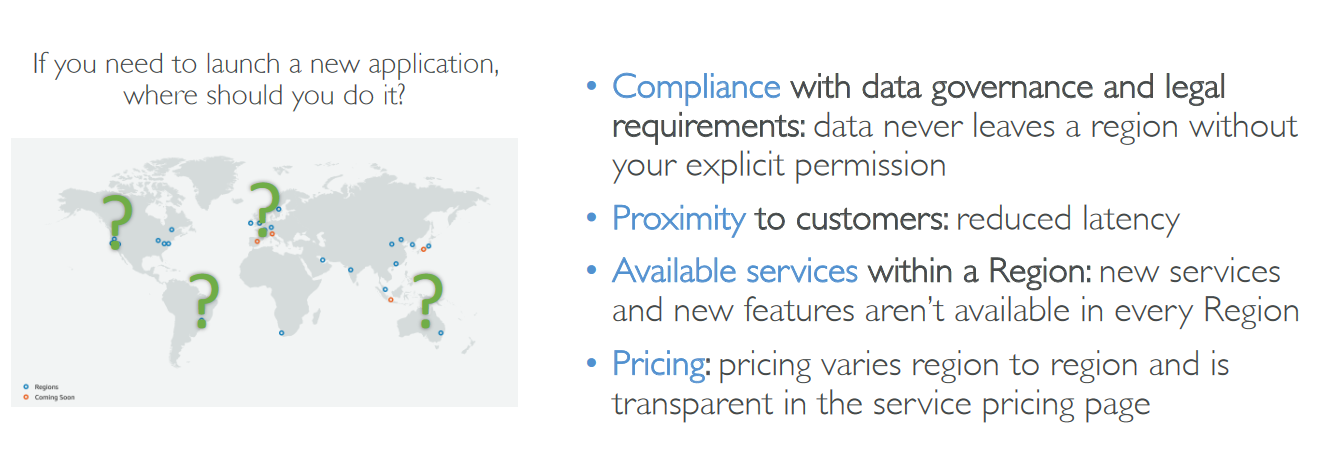 If you need to launch a new application,
where should you do it?
? ? ? ?
Regions
Coming Soon
• Compliance with data governance and legal
requirements: data never leaves a region without
your explicit permission
• Proximity to customers: reduced latency
• Available services within a Region: new services
and new features aren’t available in every Region
• Pricing: pricing varies region to region and is
transparent in the service pricing page